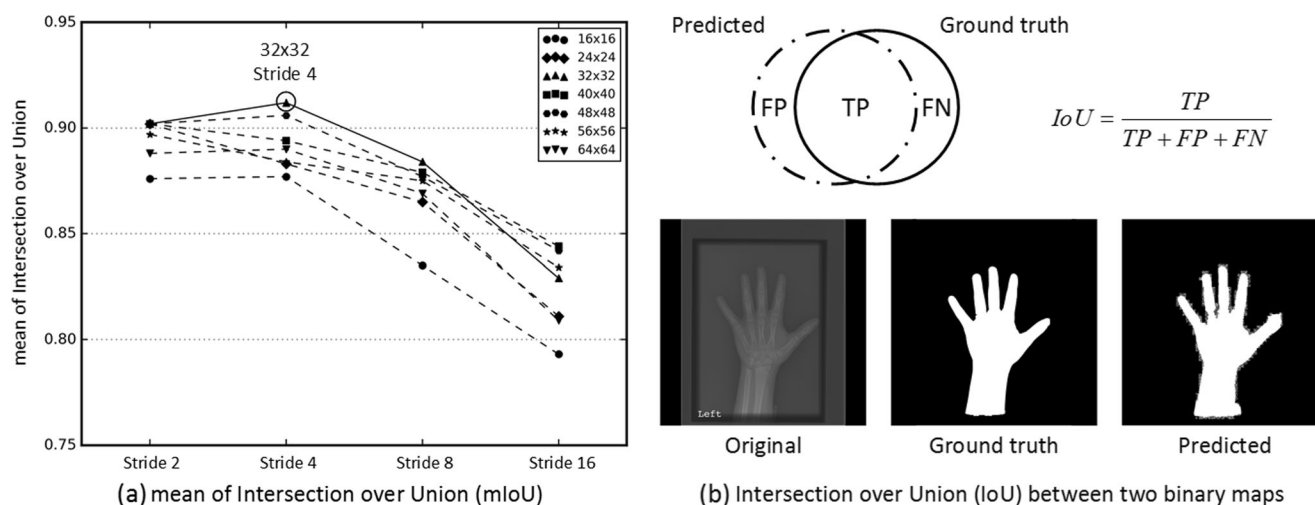 0.95
0.90
0.85
0.80
0.75
mean of Intersection over Union
32x32
Stride 4
16x16
24x24
32x32
40x40
48x48
56x56
64x64
Stride 2
Stride 4
Stride 8
Stride 16
(a) mean of Intersection over Union (mIoU)
Predicted
Ground truth
FP
TP
FN
IoU = TP / TP + FP + FN
Left
Original
Ground truth
Predicted
(b) Intersection over Union (IoU) between two binary maps